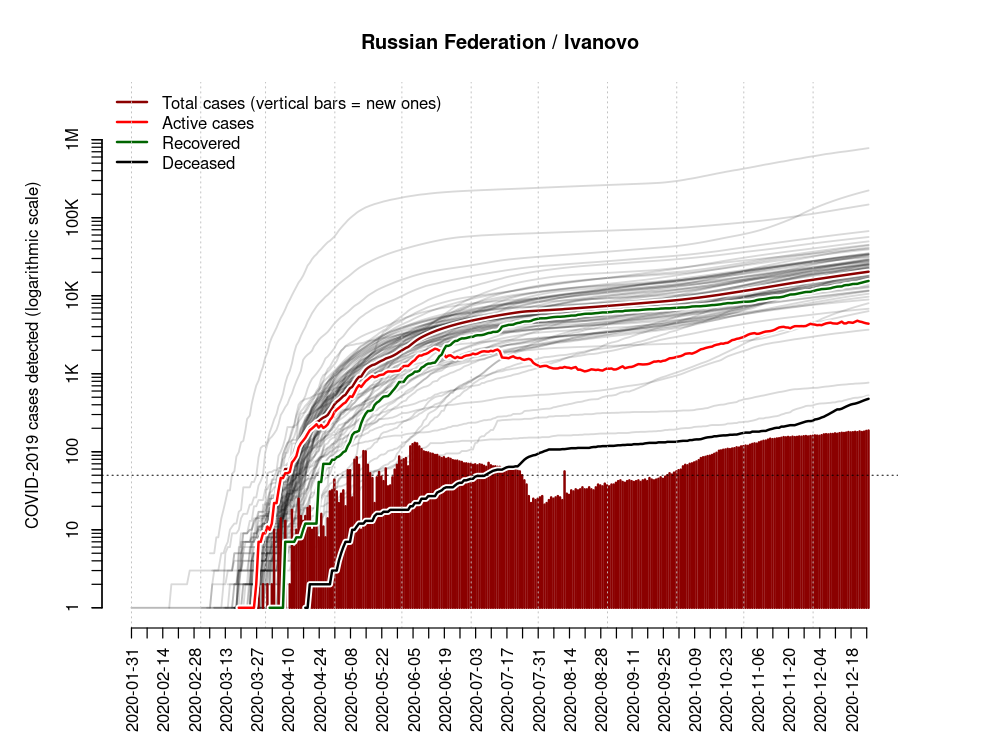 Russian Federation / Ivanovo
Total cases (vertical bars = new ones)
Active cases
Recovered
Deceased
COVID-2019 cases detected (logarithmic scale)
1M
100K
10K
1K
100
10
1
2020-01-31
2020-02-14
2020-02-28
2020-03-13
2020-03-27
2020-04-10
2020-04-24
2020-05-08
2020-05-22
2020-06-05
2020-06-19
2020-07-03
2020-07-17
2020-07-31
2020-08-14
2020-08-28
2020-09-11
2020-09-25
2020-10-09
2020-10-23
2020-11-06
2020-11-20
2020-12-04
2020-12-18